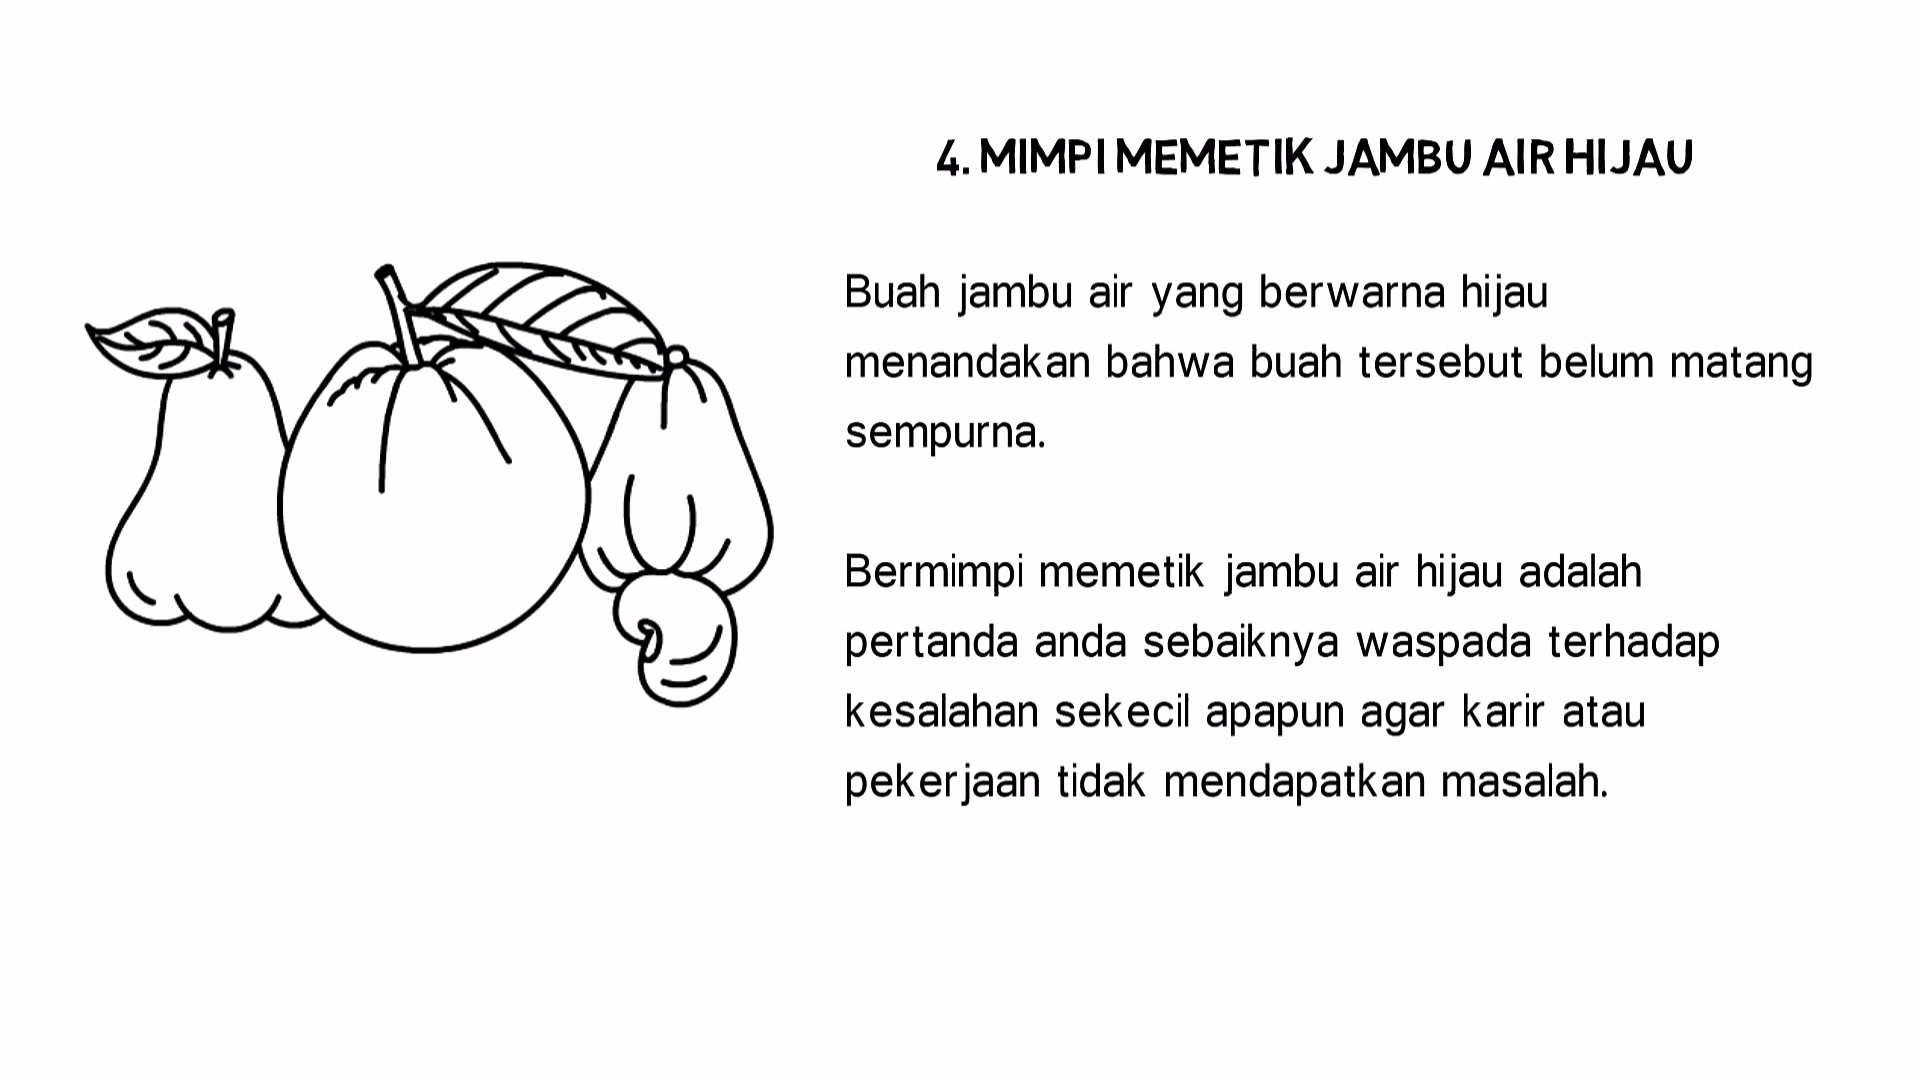 4. MIMPI MEMETIK JAMBU AIR HIJAU
Buah jambu air yang berwarna hijau
menandakan bahwa buah tersebut belum matang
sempurna.
Bermimpi memetik jambu air hijau adalah
pertanda anda sebaiknya waspada terhadap
kesalahan sekecil apapun agar karir atau
pekerjaan tidak mendapatkan masalah.